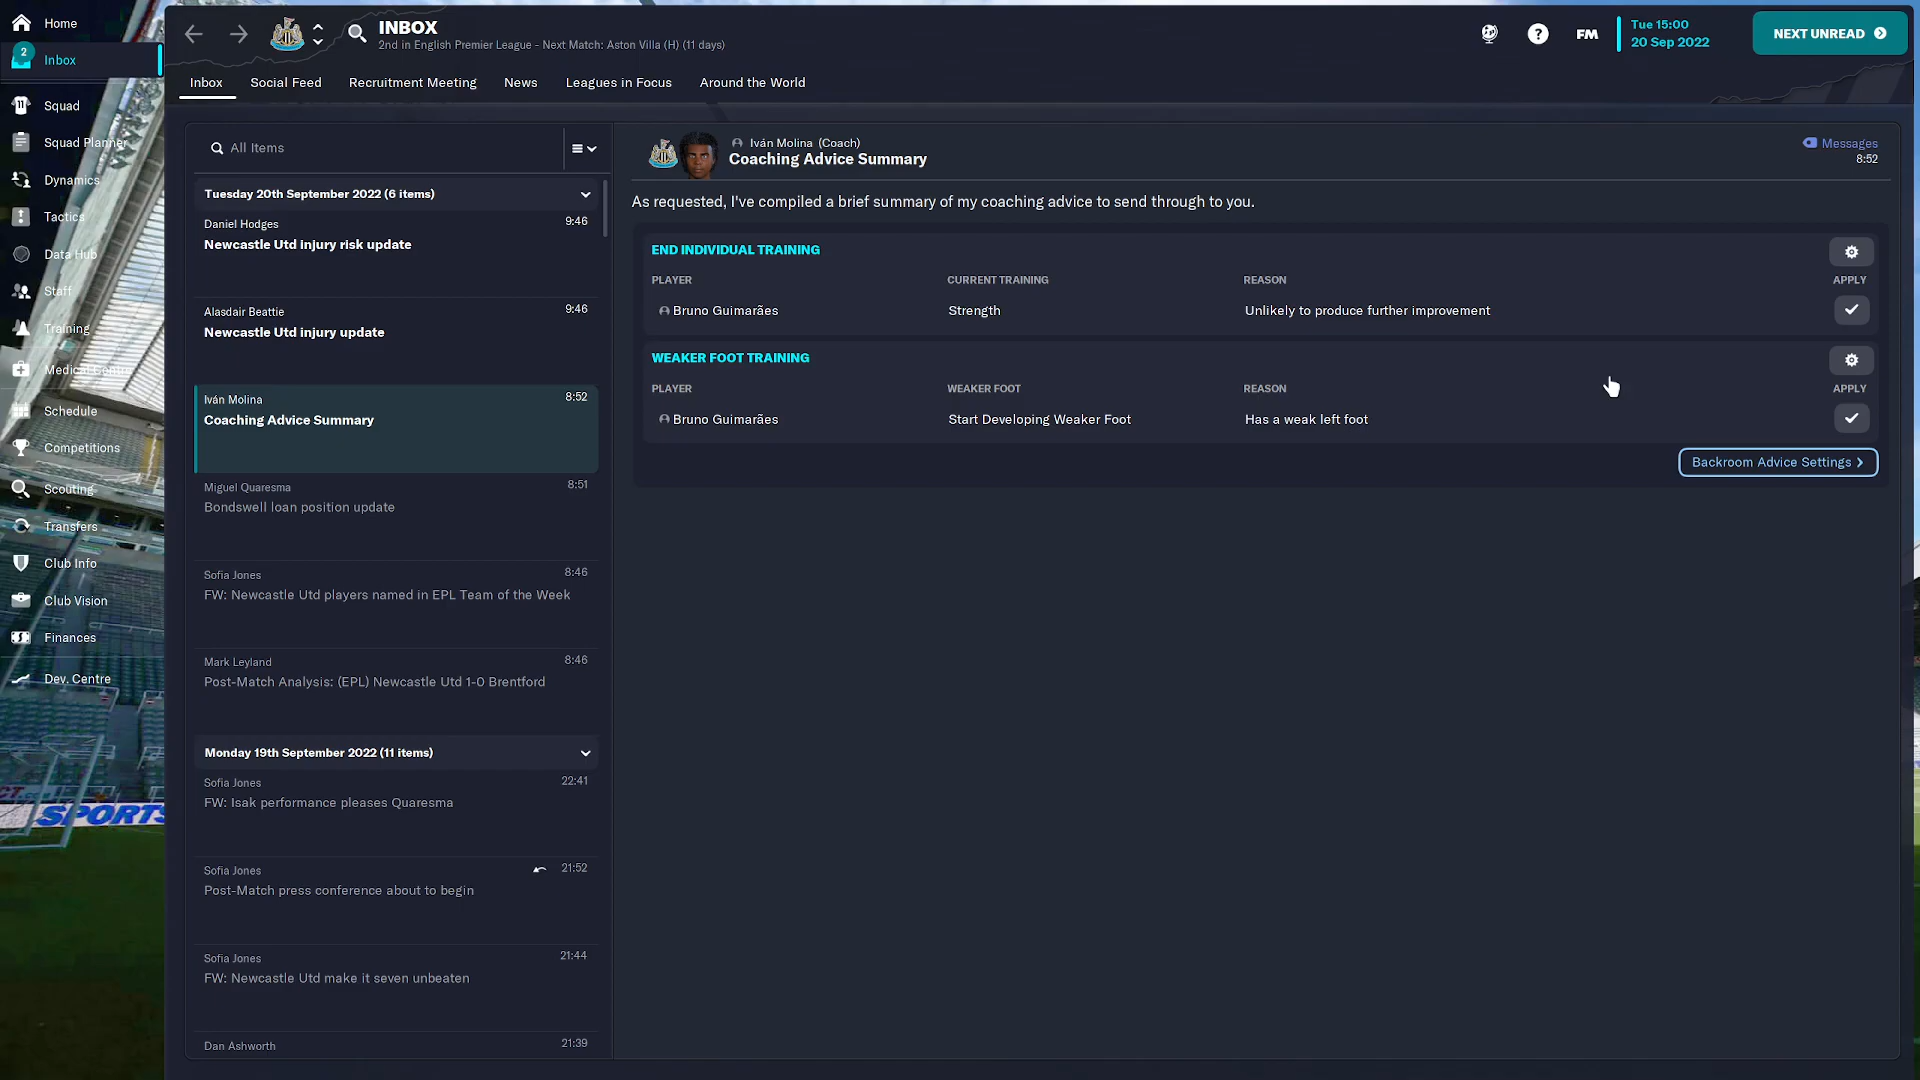 Home
2
Inbox
Squad
Squad Planner
Dynamics
Tactics
Data Hub
Staff
Training
Medical Centre
Schedule
Competitions
Scouting
Transfers
Club Info
Club Vision
Finances
Dev. Centre
INBOX
2nd in English Premier League - Next Match: Aston Villa (H) (11 days)
FM
Tue 15:00
20 Sep 2022
NEXT UNREAD
Inbox
Social Feed
Recruitment Meeting
News
Leagues in Focus
Around the World
All Items
Tuesday 20th September 2022 (6 items)
Daniel Hodges 9:46
Newcastle Utd injury risk update
Alasdair Beattie 9:46
Newcastle Utd injury update
Iván Molina 8:52
Coaching Advice Summary
Miguel Quaresma 8:51
Bondswell loan position update
Sofia Jones 8:46
FW: Newcastle Utd players named in EPL Team of the Week
Mark Leyland 8:46
Post-Match Analysis: (EPL) Newcastle Utd 1-0 Brentford
Monday 19th September 2022 (11 items)
Sofia Jones 22:41
FW: Isak performance pleases Quaresma
Sofia Jones 21:52
Post-Match press conference about to begin
Sofia Jones 21:44
FW: Newcastle Utd make it seven unbeaten
Dan Ashworth 21:39
Iván Molina (Coach)
Coaching Advice Summary
Messages
8:52
As requested, I've compiled a brief summary of my coaching advice to send through to you.
END INDIVIDUAL TRAINING
PLAYER CURRENT TRAINING REASON APPLY
Bruno Guimarães Strength Unlikely to produce further improvement
WEAKER FOOT TRAINING
PLAYER WEAKER FOOT REASON APPLY
Bruno Guimarães Start Developing Weaker Foot Has a weak left foot
Backroom Advice Settings >
SPORTS